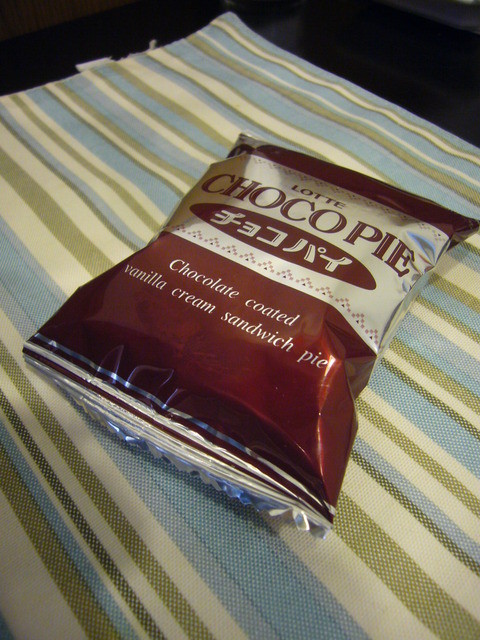 LOTTE
CHOCO PIE
チョコパイ
Chocolate coated
vanilla cream sandwich pie